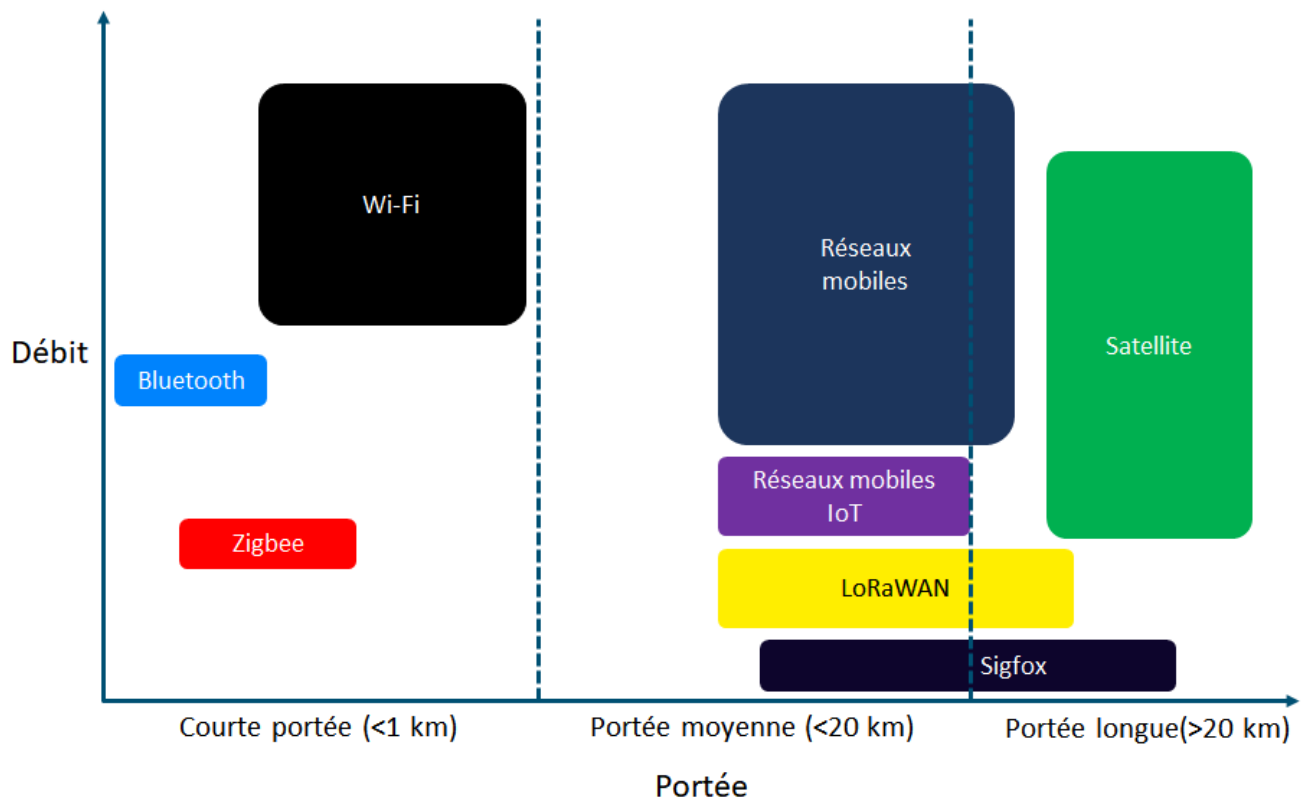 Wi-Fi
Réseaux
mobiles
Débit
Bluetooth
Satellite
Réseaux mobiles
IoT
Zigbee
LoRaWAN
Sigfox
Courte portée (<1 km)
Portée moyenne (<20 km)
Portée longue(>20 km)
Portée